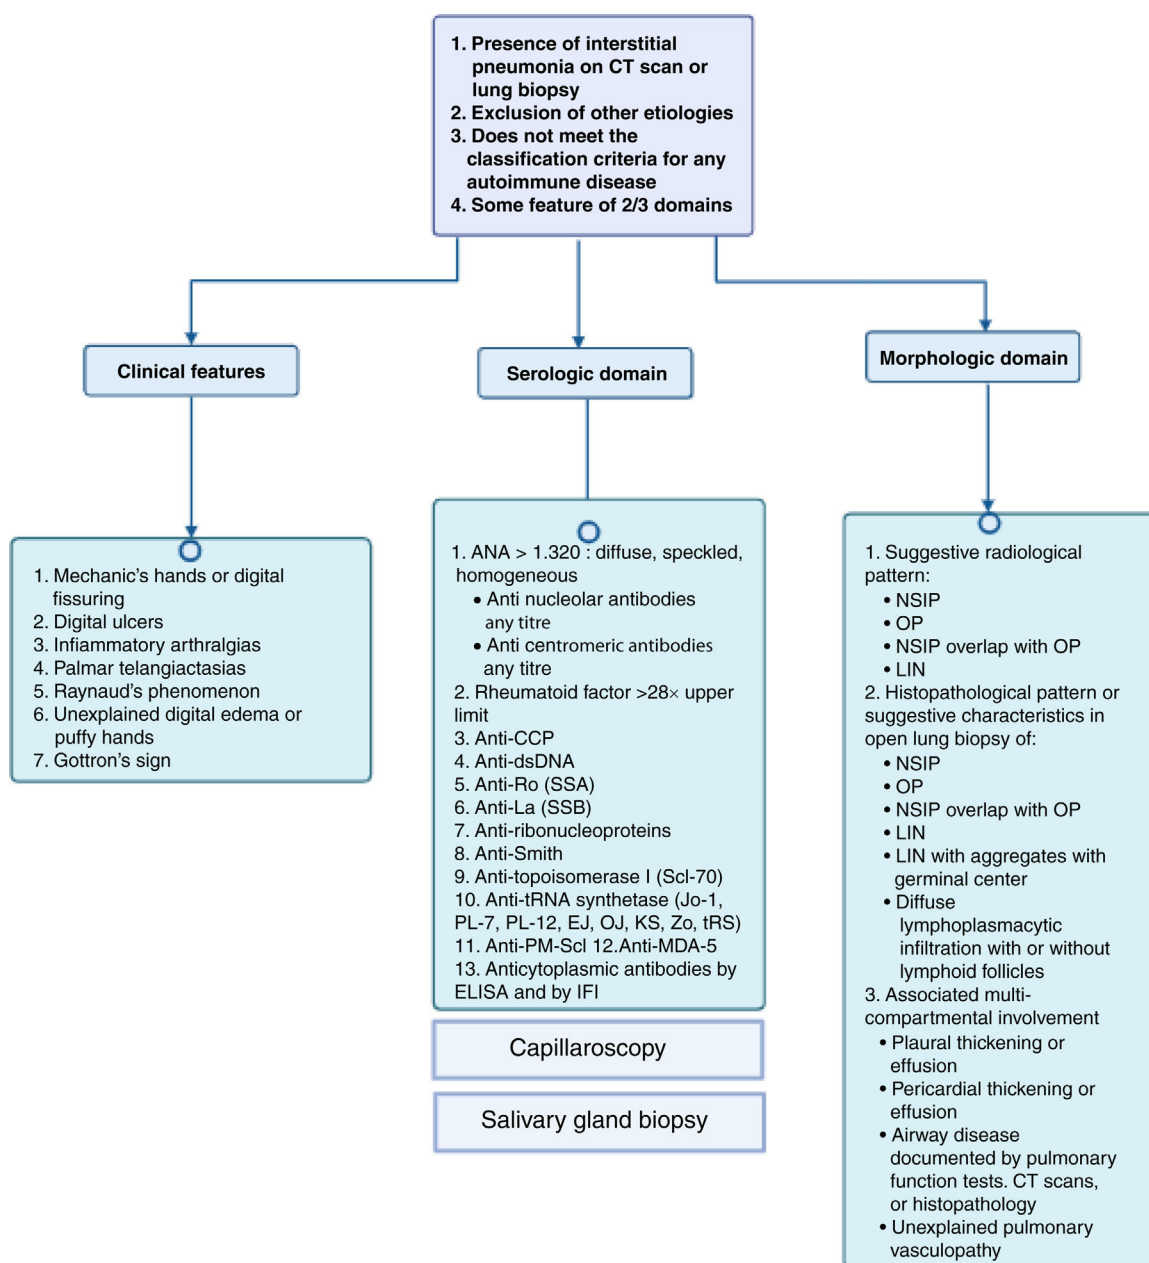 1. Presence of interstitial
pneumonia on CT scan or
lung biopsy
2. Exclusion of other etiologies
3. Does not meet the
classification criteria for any
autoimmune disease
4. Some feature of 2/3 domains
Clinical features
Serologic domain
Morphologic domain
1. Mechanic's hands or digital
fissuring
2. Digital ulcers
3. Infiammatory arthralgias
4. Palmar telangiactasias
5. Raynaud's phenomenon
6. Unexplained digital edema or
puffy hands
7. Gottron's sign
1. ANA > 1.320 : diffuse, speckled,
homogeneous
• Anti nucleolar antibodies
any titre
• Anti centromeric antibodies
any titre
2. Rheumatoid factor >28× upper
limit
3. Anti-CCP
4. Anti-dsDNA
5. Anti-Ro (SSA)
6. Anti-La (SSB)
7. Anti-ribonucleoproteins
8. Anti-Smith
9. Anti-topoisomerase I (Scl-70)
10. Anti-tRNA synthetase (Jo-1,
PL-7, PL-12, EJ, OJ, KS, Zo, tRS)
11. Anti-PM-Scl 12.Anti-MDA-5
13. Anticytoplasmic antibodies by
ELISA and by IFI
Capillaroscopy
Salivary gland biopsy
1. Suggestive radiological
pattern:
• NSIP
• OP
• NSIP overlap with OP
• LIN
2. Histopathological pattern or
suggestive characteristics in
open lung biopsy of:
• NSIP
• OP
• NSIP overlap with OP
• LIN
• LIN with aggregates with
germinal center
• Diffuse
lymphoplasmacytic
infiltration with or without
lymphoid follicles
3. Associated multi-
compartmental involvement
• Plaural thickening or
effusion
• Pericardial thickening or
effusion
• Airway disease
documented by pulmonary
function tests. CT scans,
or histopathology
• Unexplained pulmonary
vasculopathy